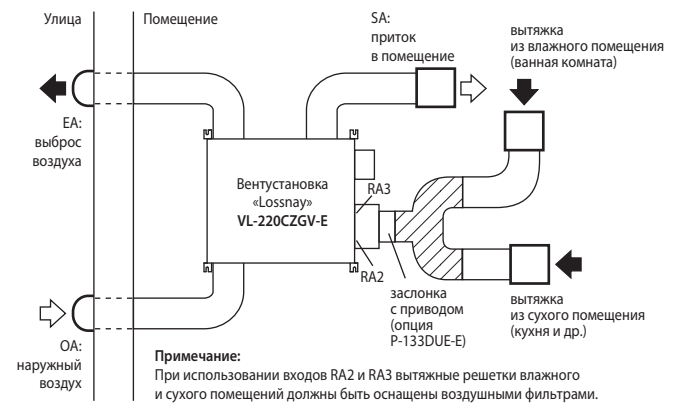 Улица
Помещение
SA:
приток
в помещение
вытяжка
из влажного помещения
(ванная комната)
EA:
выброс
воздуха
Вентустановка
«Lossnay»
VL-220CZGV-E
RA3
RA2
заслонка
с приводом
(опция
P-133DUE-E)
вытяжка
из сухого помещения
(кухня и др.)
OA:
наружный
воздух
Примечание:
При использовании входов RA2 и RA3 вытяжные решетки влажного
и сухого помещений должны быть оснащены воздушными фильтрами.